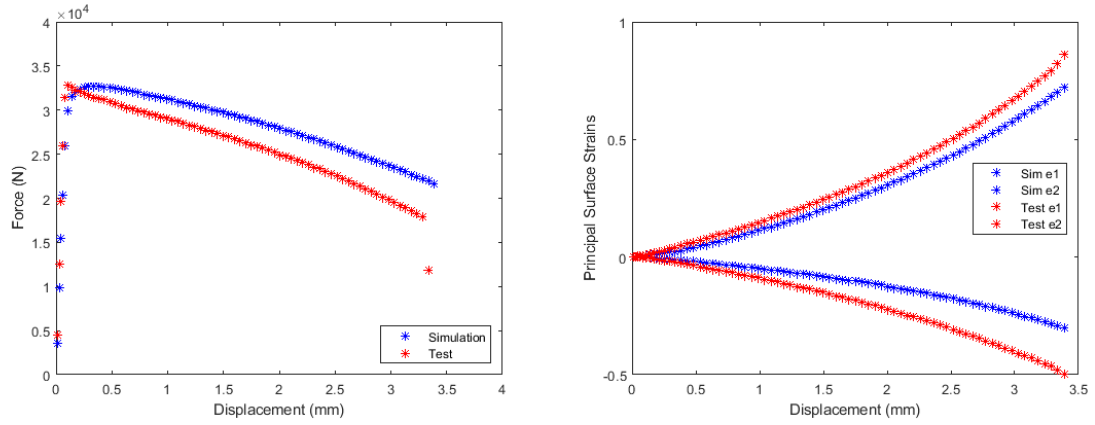 ×10⁴
4
3.5
3
2.5
2
1.5
1
0.5
0
Force (N)
0 0.5 1 1.5 2 2.5 3 3.5 4
Displacement (mm)
Simulation
Test
1
0.5
0
-0.5
Principal Surface Strains
0 0.5 1 1.5 2 2.5 3 3.5
Displacement (mm)
Sim e1
Sim e2
Test e1
Test e2